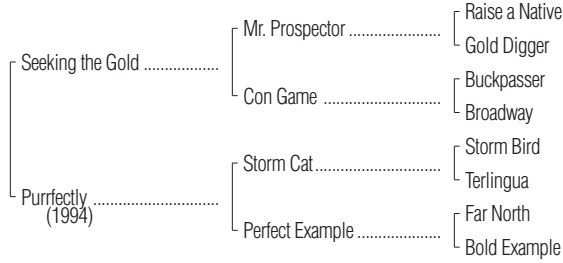 Raise a Native
Mr. Prospector ......................
Gold Digger
Seeking the Gold ..................
Buckpasser
Con Game ............................
Broadway
Storm Bird
Storm Cat..............................
Terlingua
Purrfectly ..............................
(1994)
Far North
Perfect Example ....................
Bold Example